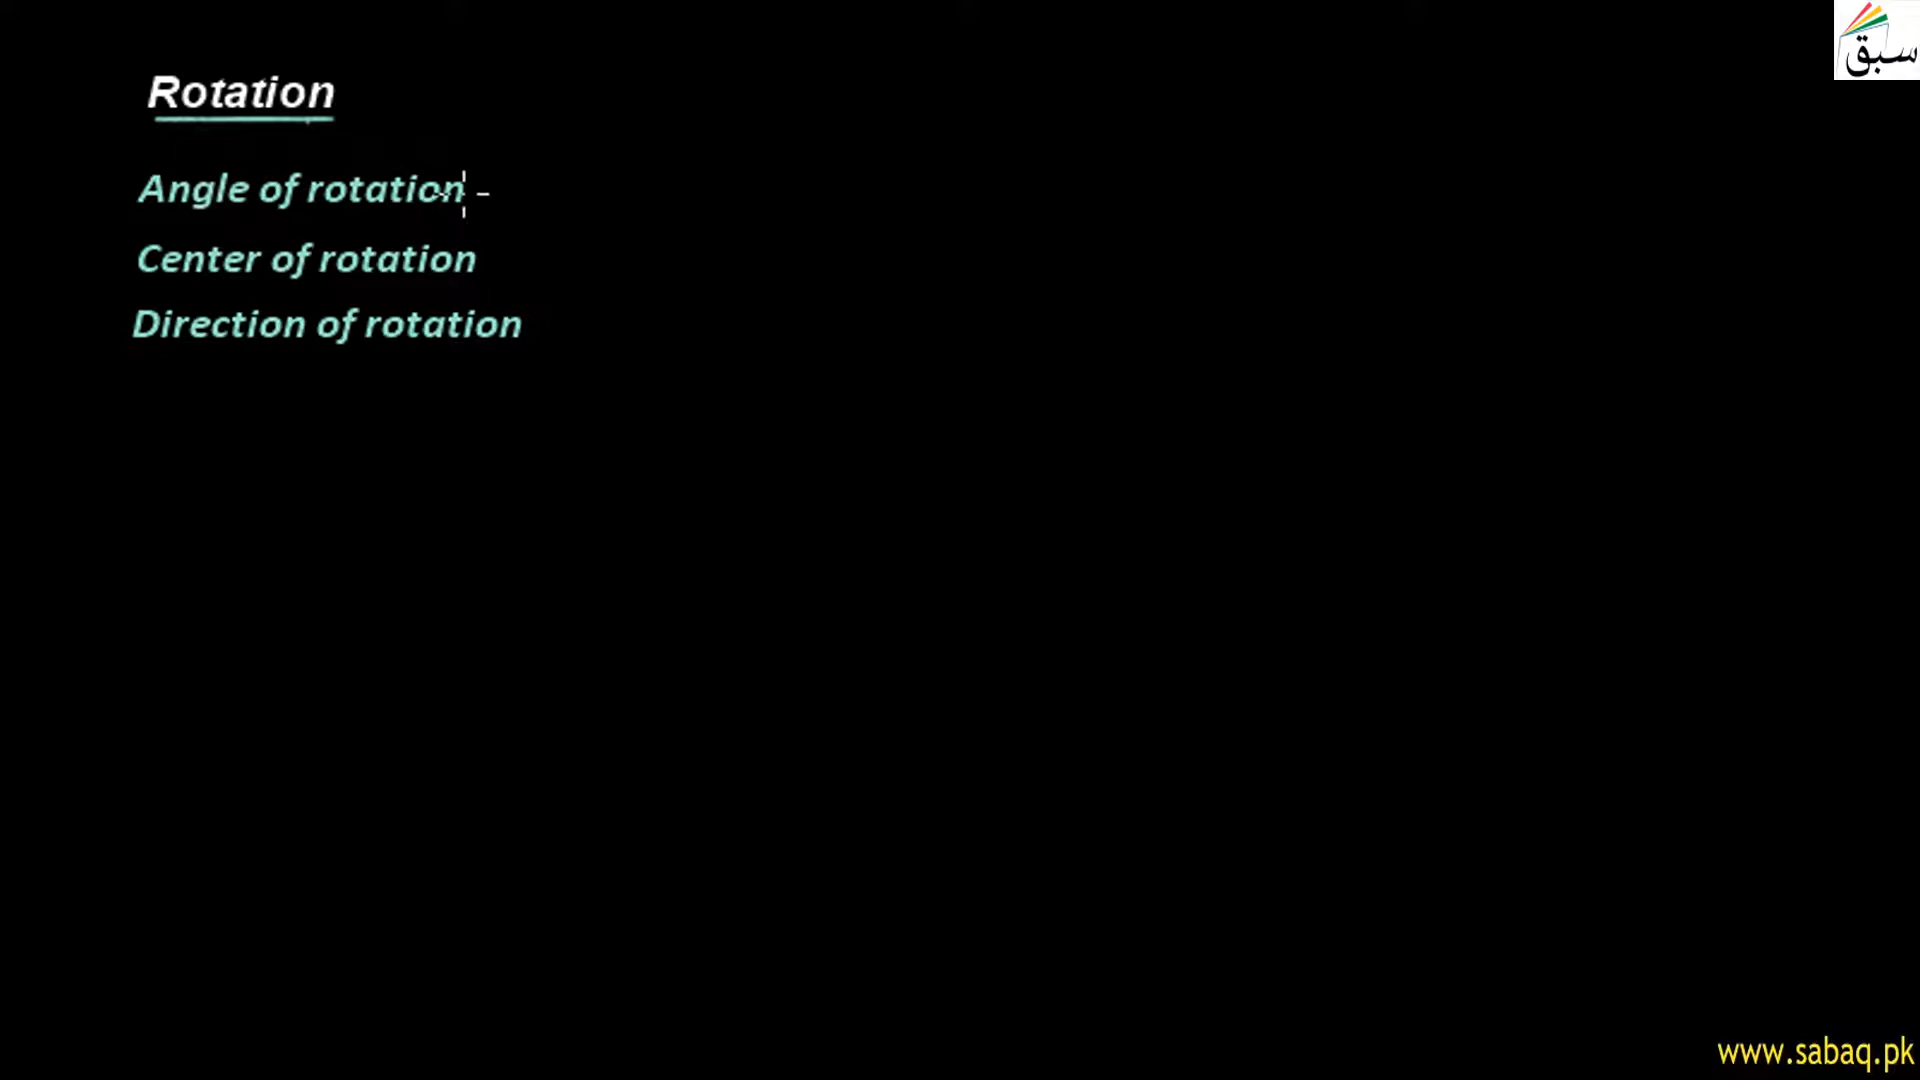 سبق
Rotation
Angle of rotation
Center of rotation
Direction of rotation
www.sabaq.pk